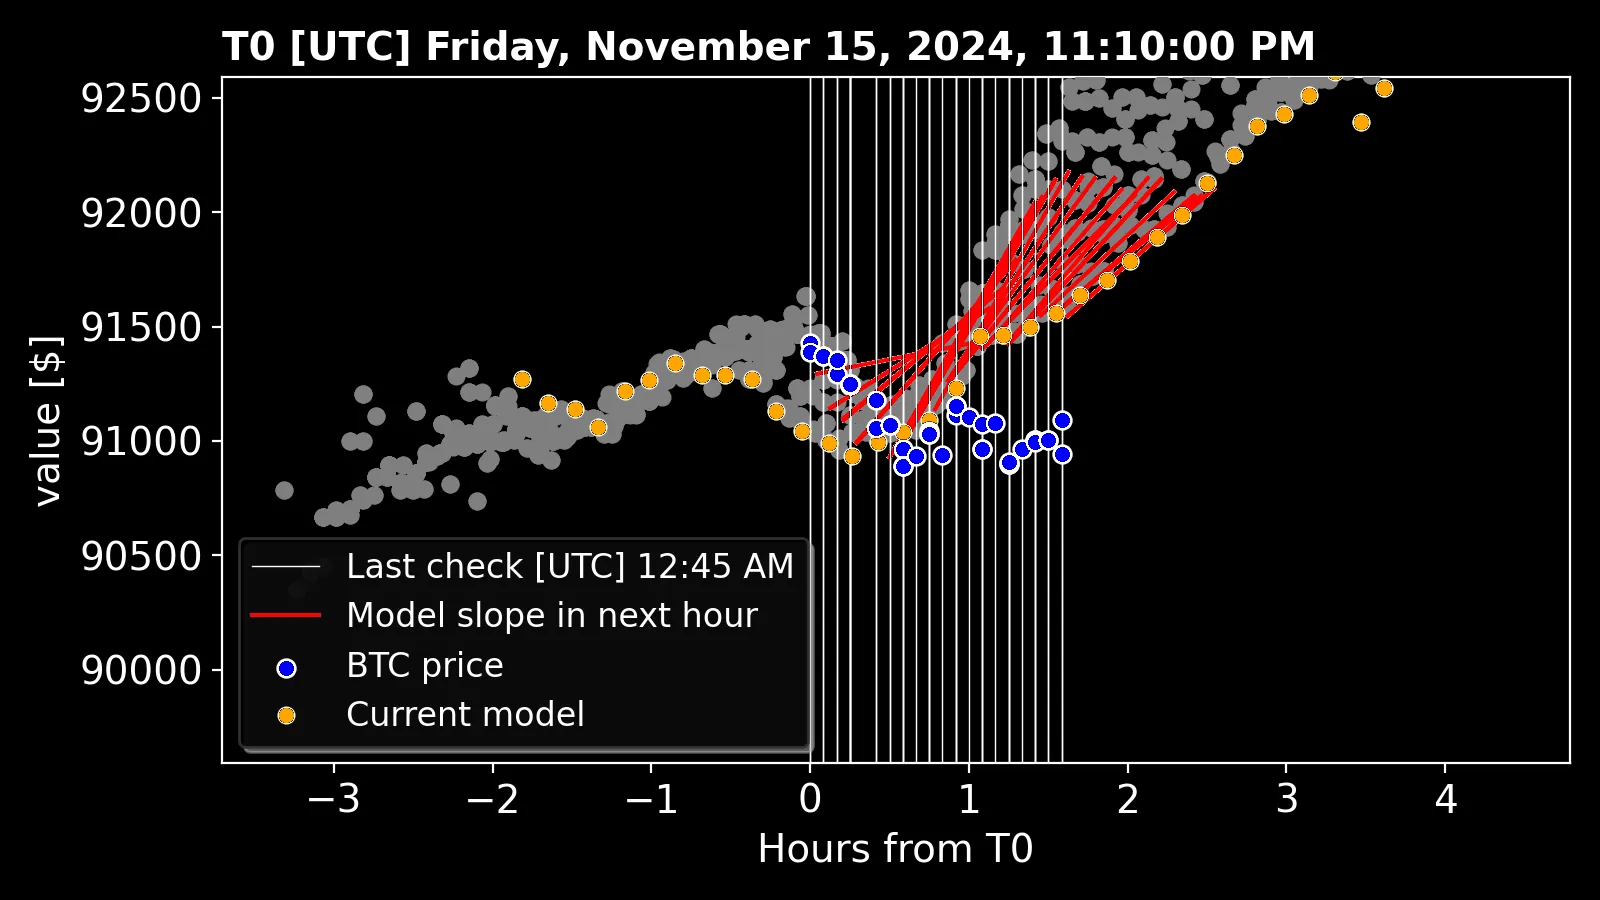 T0 [UTC] Friday, November 15, 2024, 11:10:00 PM
92500
92000
91500
91000
90500
90000
value [$]
Last check [UTC] 12:45 AM
Model slope in next hour
BTC price
Current model
−3 −2 −1 0 1 2 3 4
Hours from T0